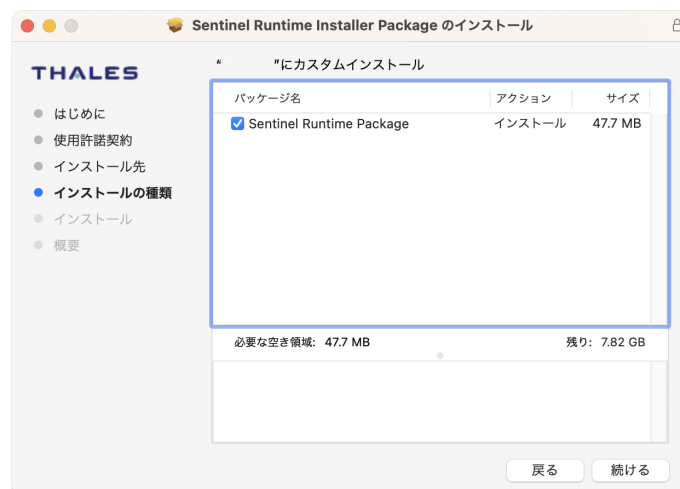 Sentinel Runtime Installer Package のインストール
THALES
" "にカスタムインストール
はじめに
使用許諾契約
インストール先
インストールの種類
インストール
概要
パッケージ名 アクション サイズ
Sentinel Runtime Package インストール 47.7 MB
必要な空き領域: 47.7 MB 残り: 7.82 GB
戻る 続ける